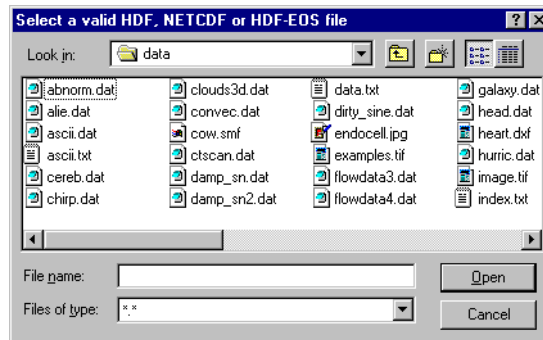 Select a valid HDF, NETCDF or HDF-EOS file
Look in: data
abnorm.dat clouds3d.dat data.txt galaxy.dat
alie.dat convec.dat dirty_sine.dat head.dat
ascii.dat cow.smf endocell.jpg heart.dxf
ascii.txt ctscan.dat examples.tif hurric.dat
cereb.dat damp_sn.dat flowdata3.dat image.tif
chirp.dat damp_sn2.dat flowdata4.dat index.txt
File name: Open
Files of type: *.* Cancel